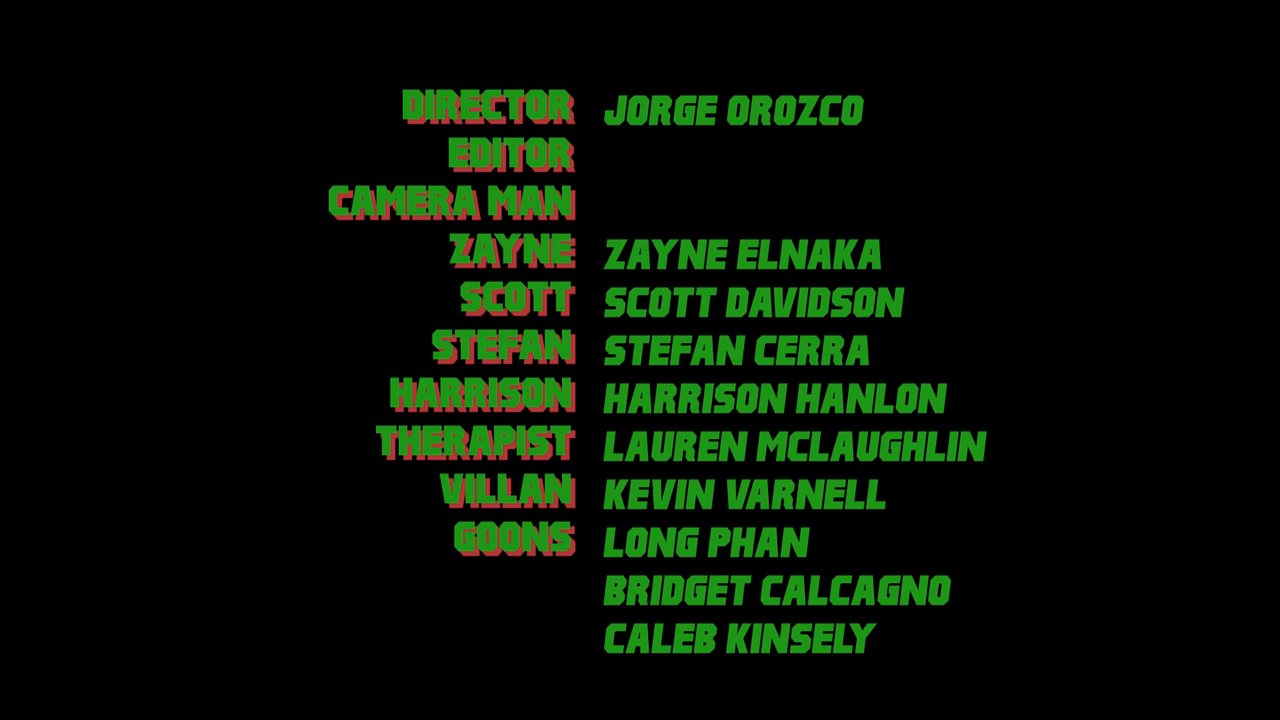 DIRECTOR JORGE OROZCO
EDITOR
CAMERA MAN
ZAYNE ZAYNE ELNAKA
SCOTT SCOTT DAVIDSON
STEFAN STEFAN CERRA
HARRISON HARRISON HANLON
THERAPIST LAUREN MCLAUGHLIN
VILLAN KEVIN VARNELL
GOONS LONG PHAN
BRIDGET CALCAGNO
CALEB KINSELY